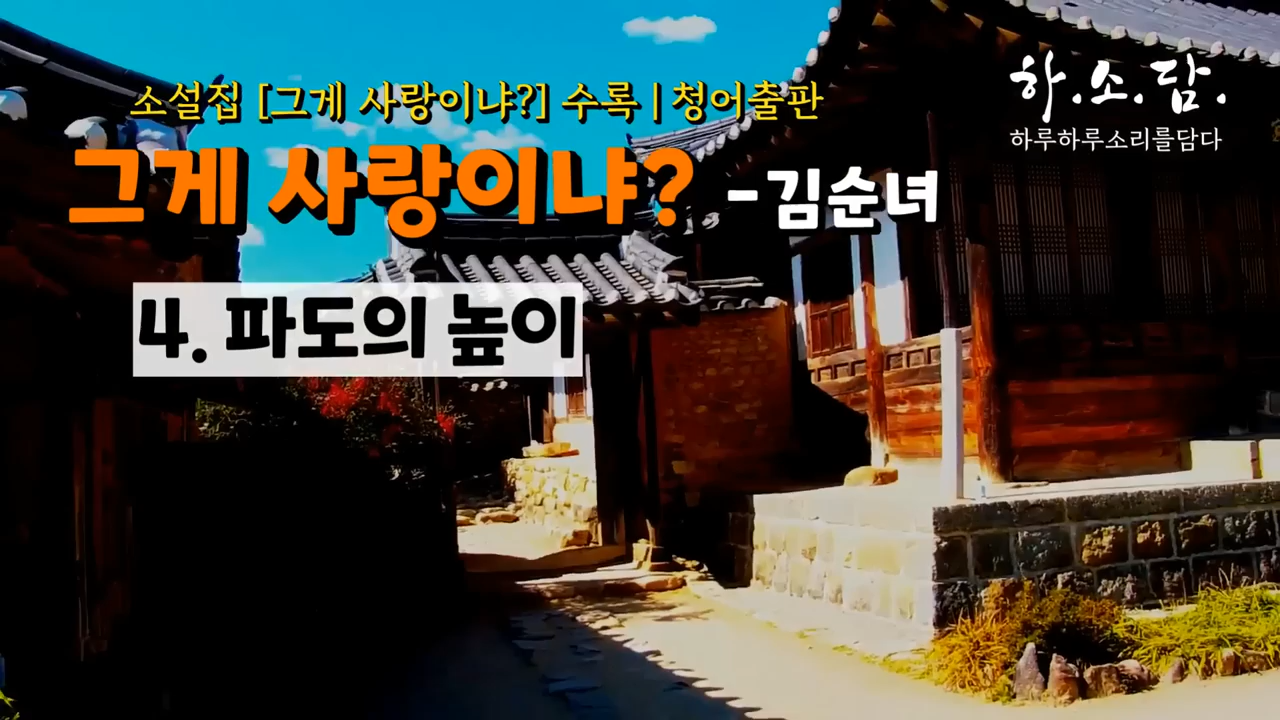 소설집 [그게 사랑이냐?] 수록 | 청어출판
그게 사랑이냐? -김순녀
4. 파도의 높이
하.소.담.
하루하루소리를담다